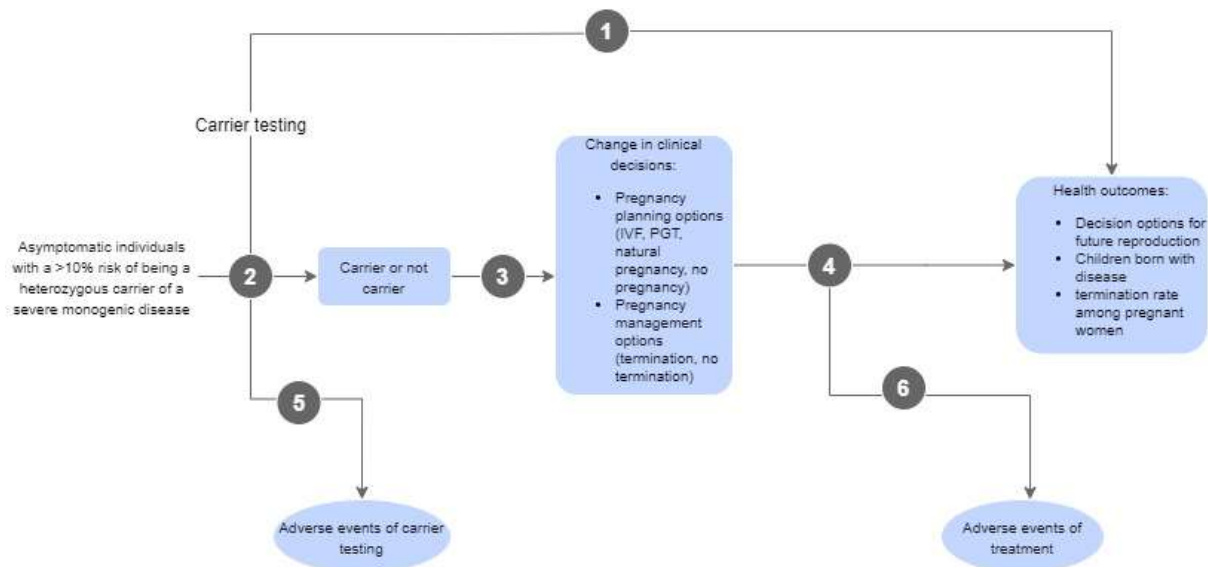 1
Carrier testing
Asymptomatic individuals
with a >10% risk of being a
heterozygous carrier of a
severe monogenic disease
2
Carrier or not
carrier
3
Change in clinical
decisions:
• Pregnancy
planning options
(IVF, PGT,
natural
pregnancy, no
pregnancy)
• Pregnancy
management
options
(termination, no
termination)
4
Health outcomes:
• Decision options for
future reproduction
• Children born with
disease
• termination rate
among pregnant
women
5
6
Adverse events of carrier
testing
Adverse events of
treatment